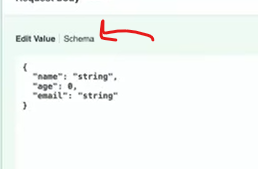 Request body
Edit Value | Schema
{
"name": "string",
"age": 0,
"email": "string"
}